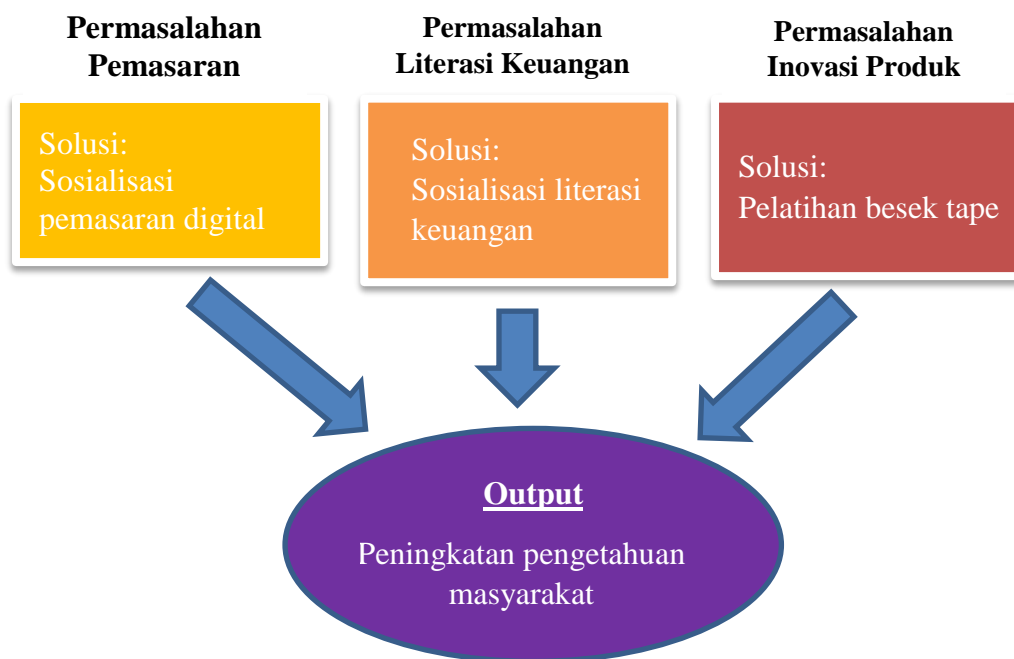 Permasalahan
Pemasaran
Permasalahan
Literasi Keuangan
Permasalahan
Inovasi Produk
Solusi:
Sosialisasi
pemasaran digital
Solusi:
Sosialisasi literasi
keuangan
Solusi:
Pelatihan besek tape
Output
Peningkatan pengetahuan
masyarakat